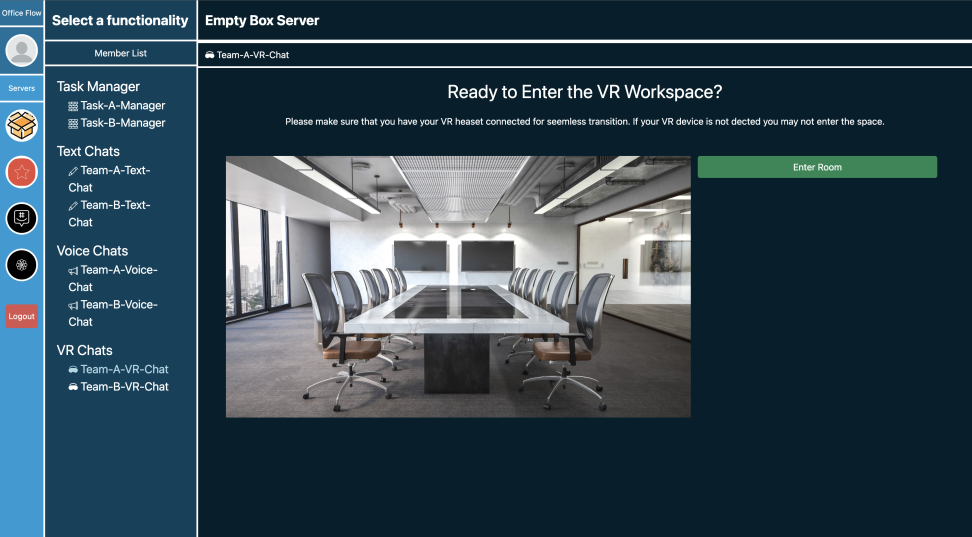 Office Flow
Servers
Logout
Select a functionality
Member List
Task Manager
Task-A-Manager
Task-B-Manager
Text Chats
Team-A-Text-
Chat
Team-B-Text-
Chat
Voice Chats
Team-A-Voice-
Chat
Team-B-Voice-
Chat
VR Chats
Team-A-VR-Chat
Team-B-VR-Chat
Empty Box Server
Team-A-VR-Chat
Ready to Enter the VR Workspace?
Please make sure that you have your VR heaset connected for seemless transition. If your VR device is not dected you may not enter the space.
Enter Room